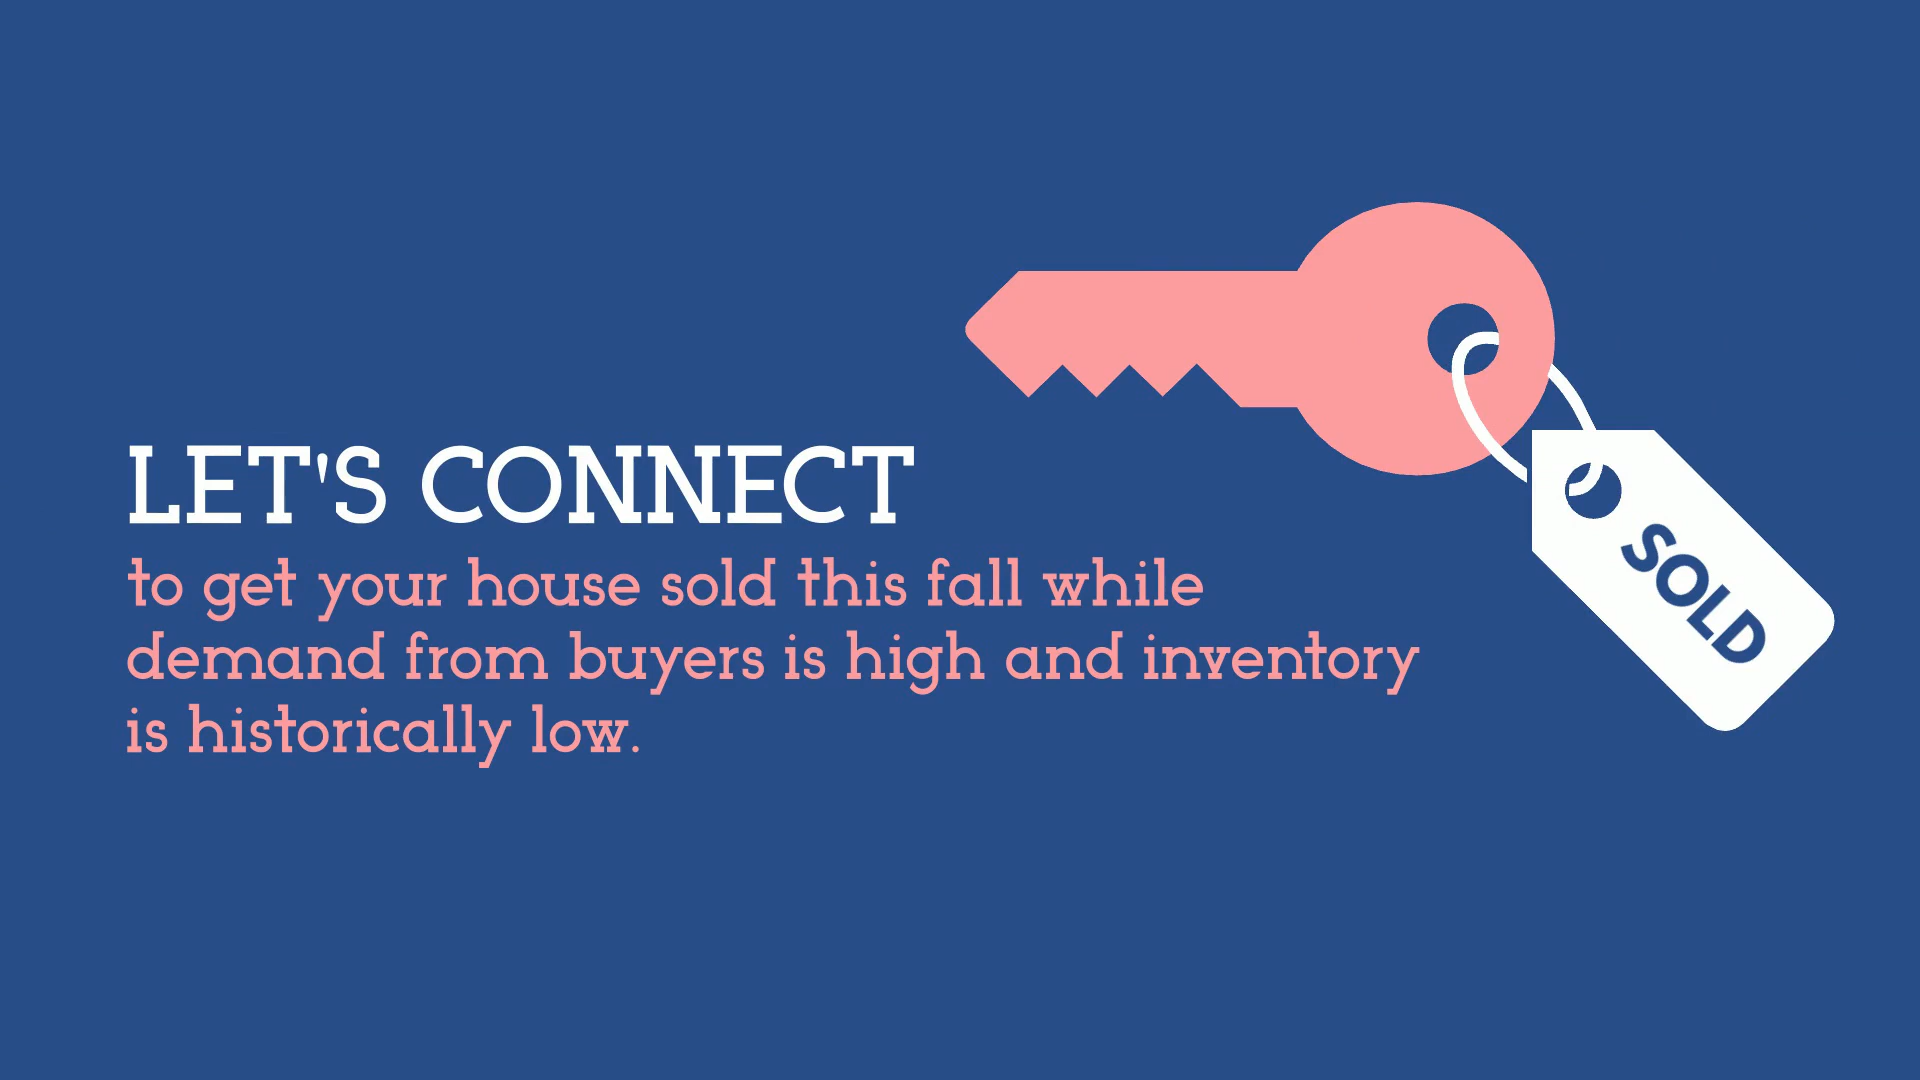 LET'S CONNECT
to get your house sold this fall while
demand from buyers is high and inventory
is historically low.
SOLD